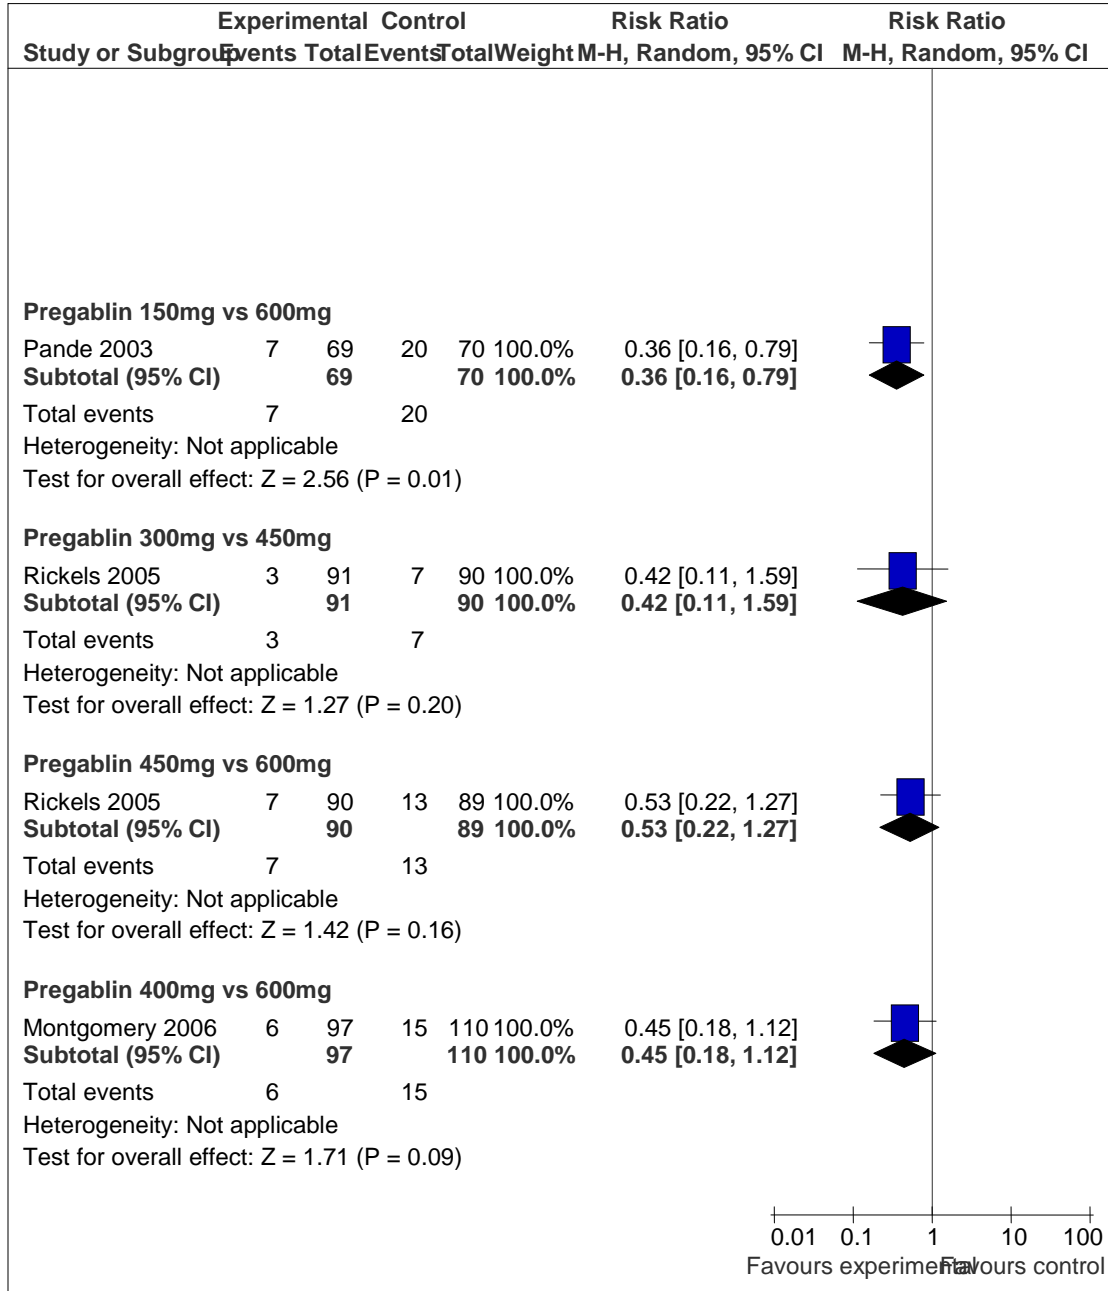 Experimental Control Risk Ratio Risk Ratio
Study or Subgroup Events Total Events Total Weight M-H, Random, 95% CI M-H, Random, 95% CI
Pregablin 150mg vs 600mg
Pande 2003 7 69 20 70 100.0% 0.36 [0.16, 0.79]
Subtotal (95% CI) 69 70 100.0% 0.36 [0.16, 0.79]
Total events 7 20
Heterogeneity: Not applicable
Test for overall effect: Z = 2.56 (P = 0.01)
Pregablin 300mg vs 450mg
Rickels 2005 3 91 7 90 100.0% 0.42 [0.11, 1.59]
Subtotal (95% CI) 91 90 100.0% 0.42 [0.11, 1.59]
Total events 3 7
Heterogeneity: Not applicable
Test for overall effect: Z = 1.27 (P = 0.20)
Pregablin 450mg vs 600mg
Rickels 2005 7 90 13 89 100.0% 0.53 [0.22, 1.27]
Subtotal (95% CI) 90 89 100.0% 0.53 [0.22, 1.27]
Total events 7 13
Heterogeneity: Not applicable
Test for overall effect: Z = 1.42 (P = 0.16)
Pregablin 400mg vs 600mg
Montgomery 2006 6 97 15 110 100.0% 0.45 [0.18, 1.12]
Subtotal (95% CI) 97 110 100.0% 0.45 [0.18, 1.12]
Total events 6 15
Heterogeneity: Not applicable
Test for overall effect: Z = 1.71 (P = 0.09)
0.01 0.1 1 10 100
Favours experimental Favours control